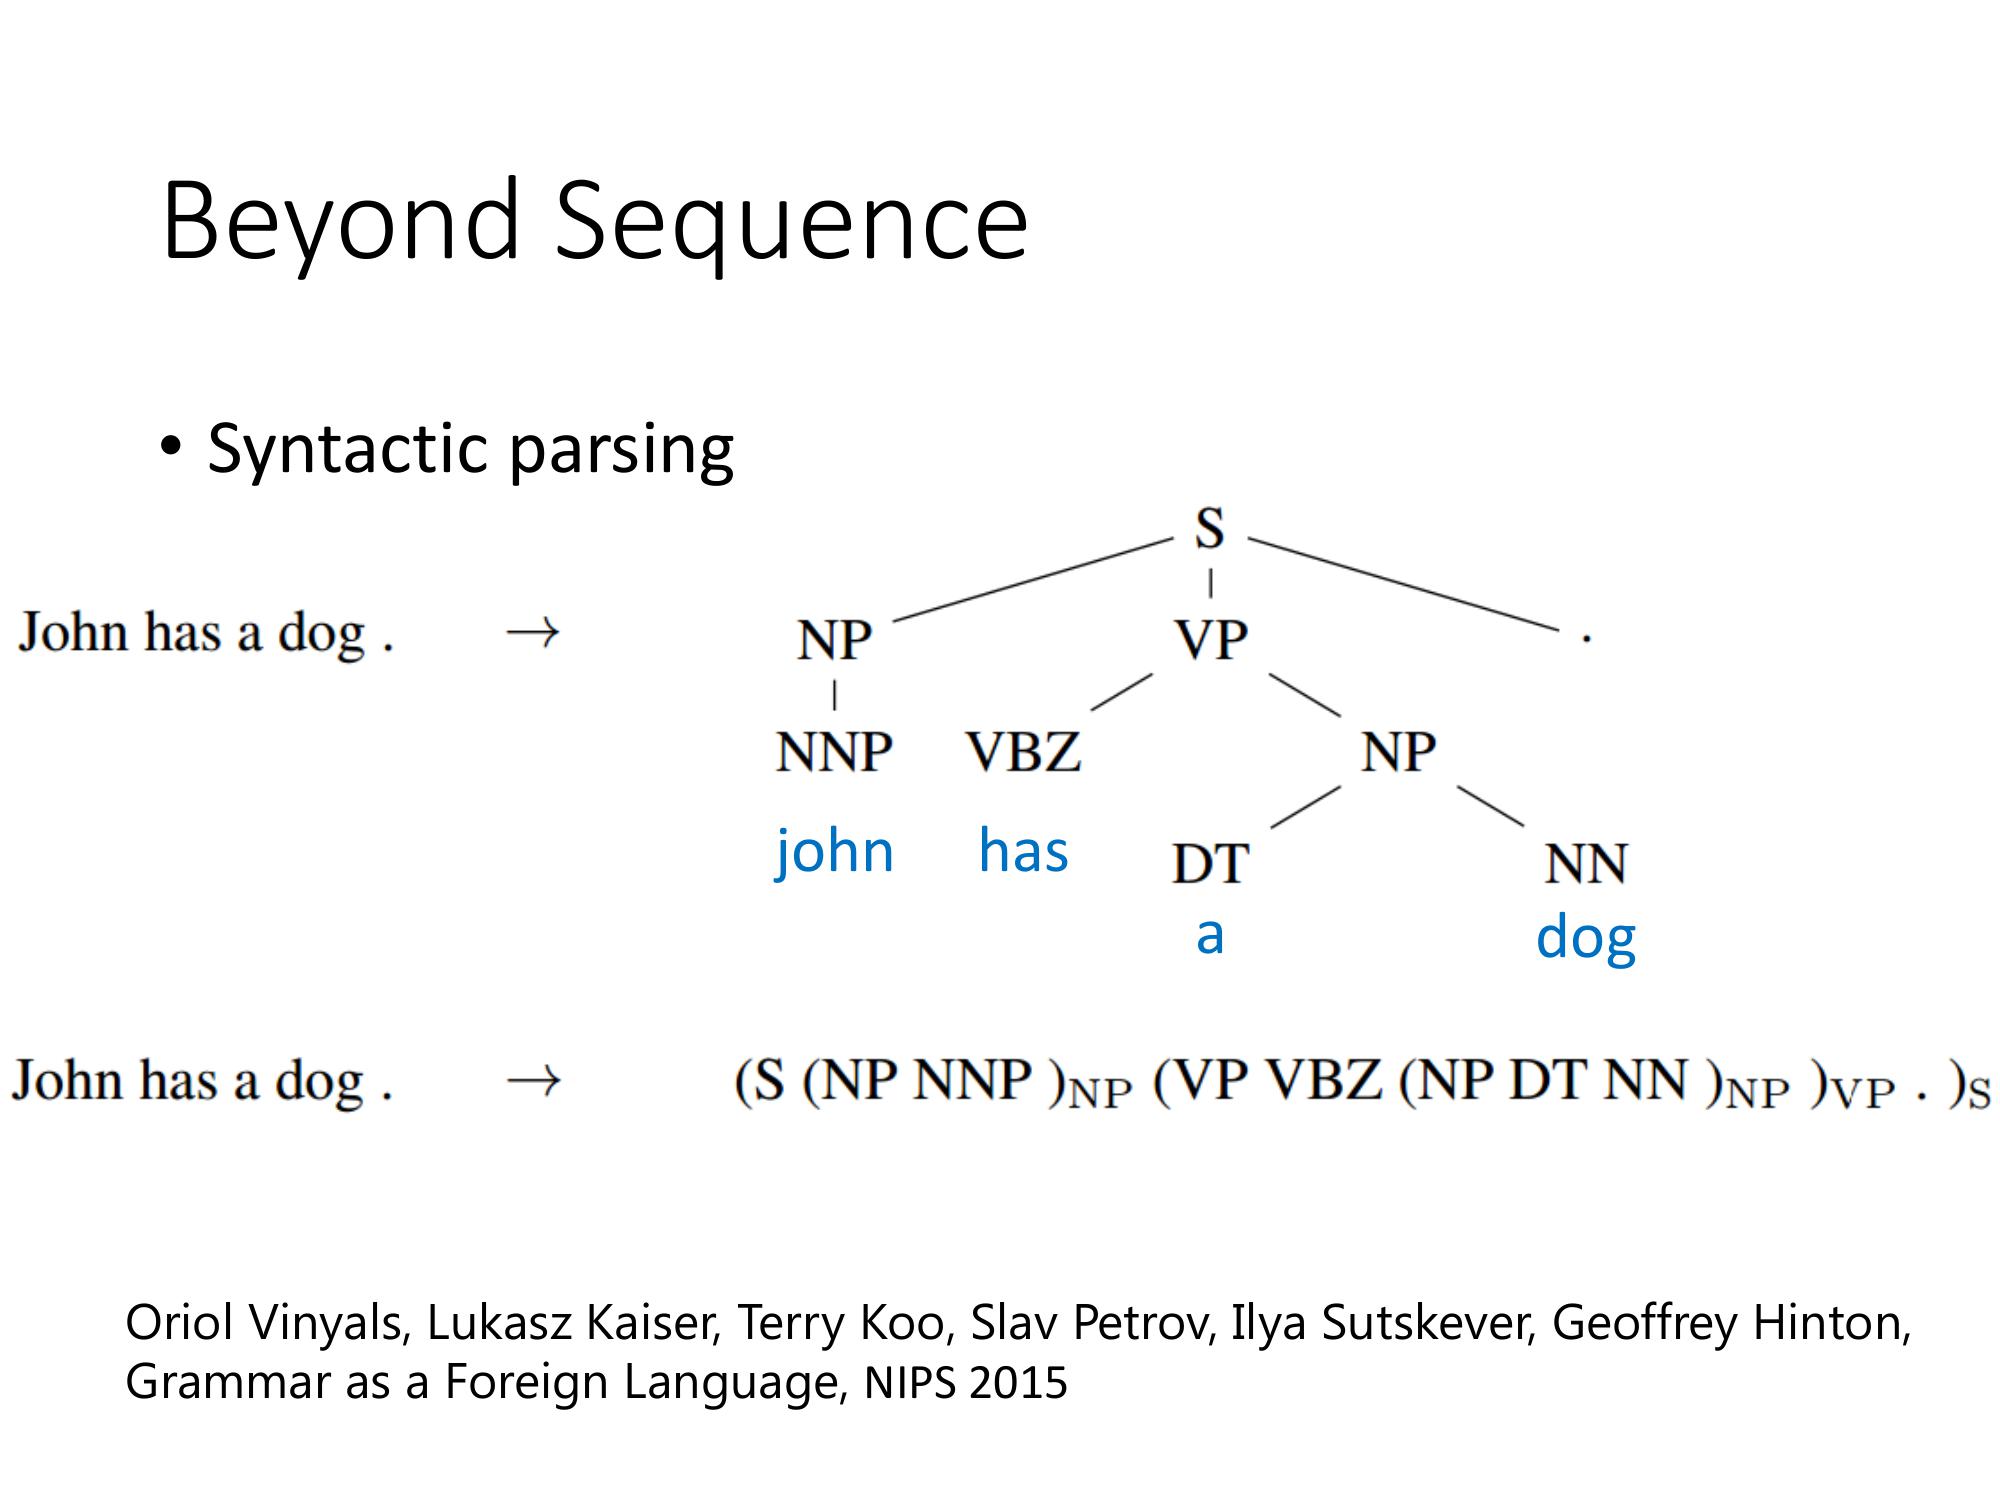 Beyond Sequence
• Syntactic parsing
S
John has a dog . → NP VP .
NNP VBZ NP
john has DT NN
a dog
John has a dog . → (S (NP NNP )NP (VP VBZ (NP DT NN )NP )VP . )S
Oriol Vinyals, Lukasz Kaiser, Terry Koo, Slav Petrov, Ilya Sutskever, Geoffrey Hinton,
Grammar as a Foreign Language, NIPS 2015